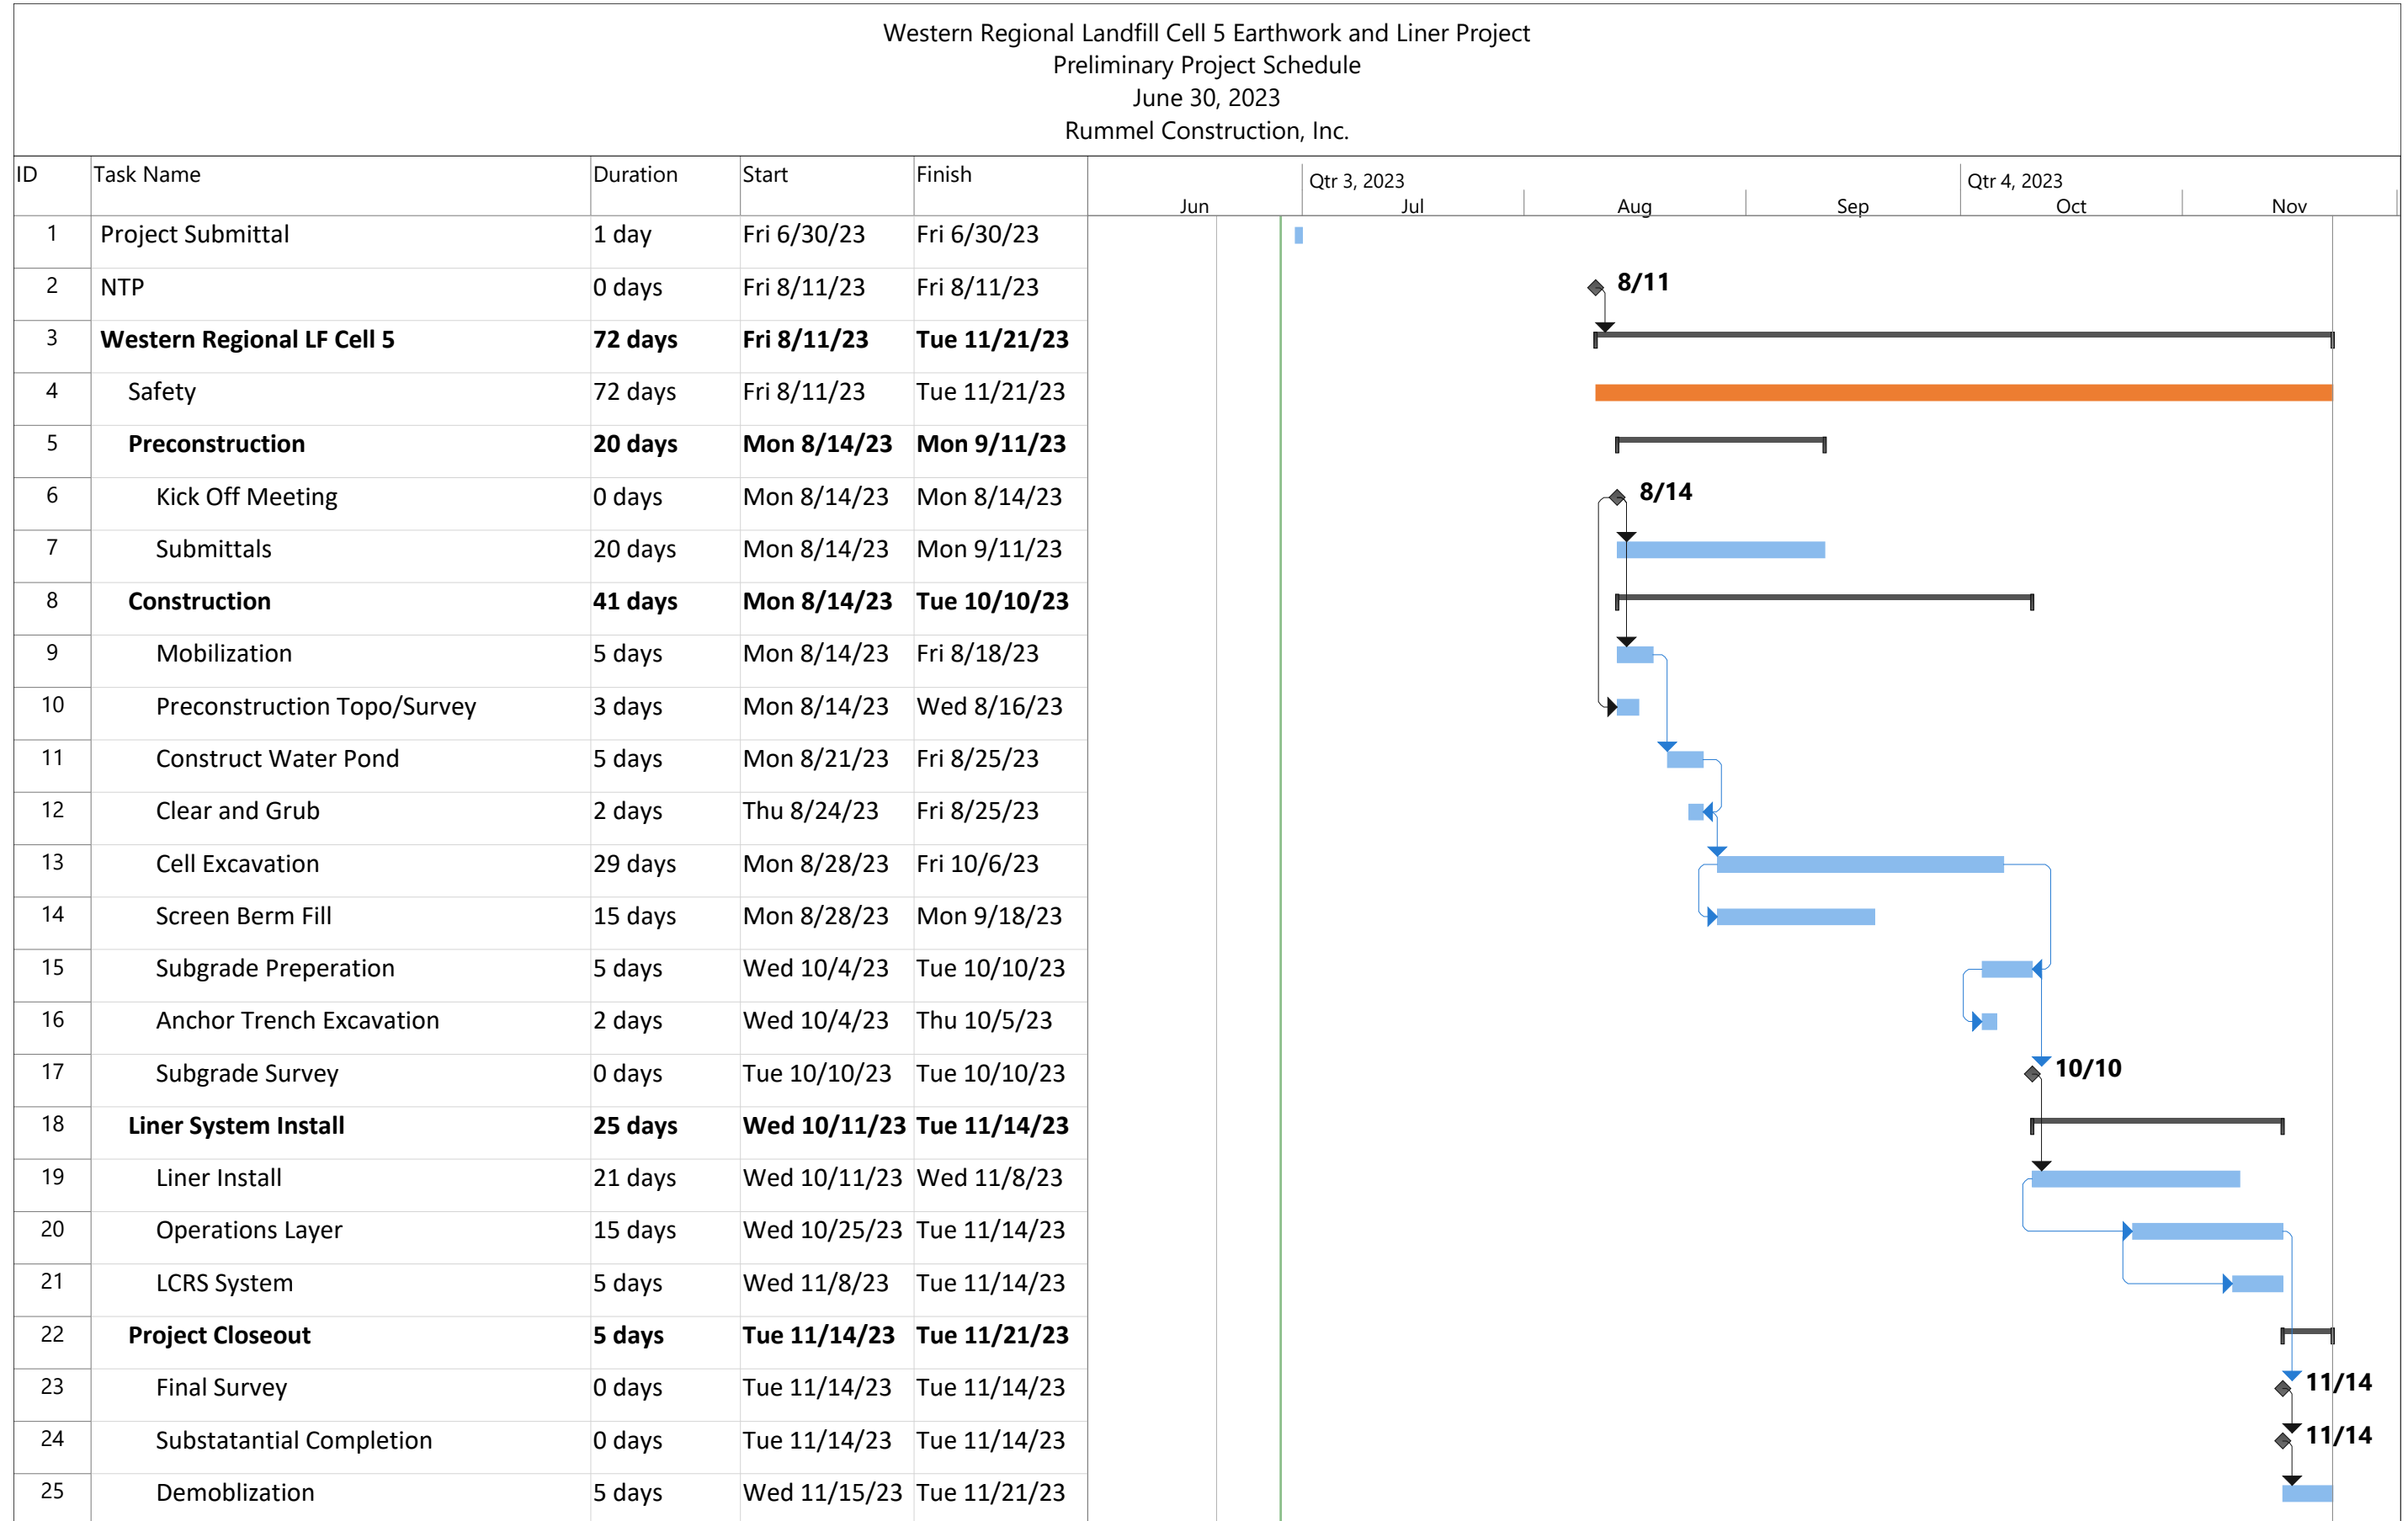 Western Regional Landfill Cell 5 Earthwork and Liner Project
Preliminary Project Schedule
June 30, 2023
Rummel Construction, Inc.
ID Task Name Duration Start Finish
Qtr 3, 2023 Qtr 4, 2023
Jun Jul Aug Sep Oct Nov
1 Project Submittal 1 day Fri 6/30/23 Fri 6/30/23
2 NTP 0 days Fri 8/11/23 Fri 8/11/23 8/11
3 Western Regional LF Cell 5 72 days Fri 8/11/23 Tue 11/21/23
4 Safety 72 days Fri 8/11/23 Tue 11/21/23
5 Preconstruction 20 days Mon 8/14/23 Mon 9/11/23
6 Kick Off Meeting 0 days Mon 8/14/23 Mon 8/14/23 8/14
7 Submittals 20 days Mon 8/14/23 Mon 9/11/23
8 Construction 41 days Mon 8/14/23 Tue 10/10/23
9 Mobilization 5 days Mon 8/14/23 Fri 8/18/23
10 Preconstruction Topo/Survey 3 days Mon 8/14/23 Wed 8/16/23
11 Construct Water Pond 5 days Mon 8/21/23 Fri 8/25/23
12 Clear and Grub 2 days Thu 8/24/23 Fri 8/25/23
13 Cell Excavation 29 days Mon 8/28/23 Fri 10/6/23
14 Screen Berm Fill 15 days Mon 8/28/23 Mon 9/18/23
15 Subgrade Preperation 5 days Wed 10/4/23 Tue 10/10/23
16 Anchor Trench Excavation 2 days Wed 10/4/23 Thu 10/5/23
17 Subgrade Survey 0 days Tue 10/10/23 Tue 10/10/23 10/10
18 Liner System Install 25 days Wed 10/11/23 Tue 11/14/23
19 Liner Install 21 days Wed 10/11/23 Wed 11/8/23
20 Operations Layer 15 days Wed 10/25/23 Tue 11/14/23
21 LCRS System 5 days Wed 11/8/23 Tue 11/14/23
22 Project Closeout 5 days Tue 11/14/23 Tue 11/21/23
23 Final Survey 0 days Tue 11/14/23 Tue 11/14/23 11/14
24 Substatantial Completion 0 days Tue 11/14/23 Tue 11/14/23 11/14
25 Demoblization 5 days Wed 11/15/23 Tue 11/21/23